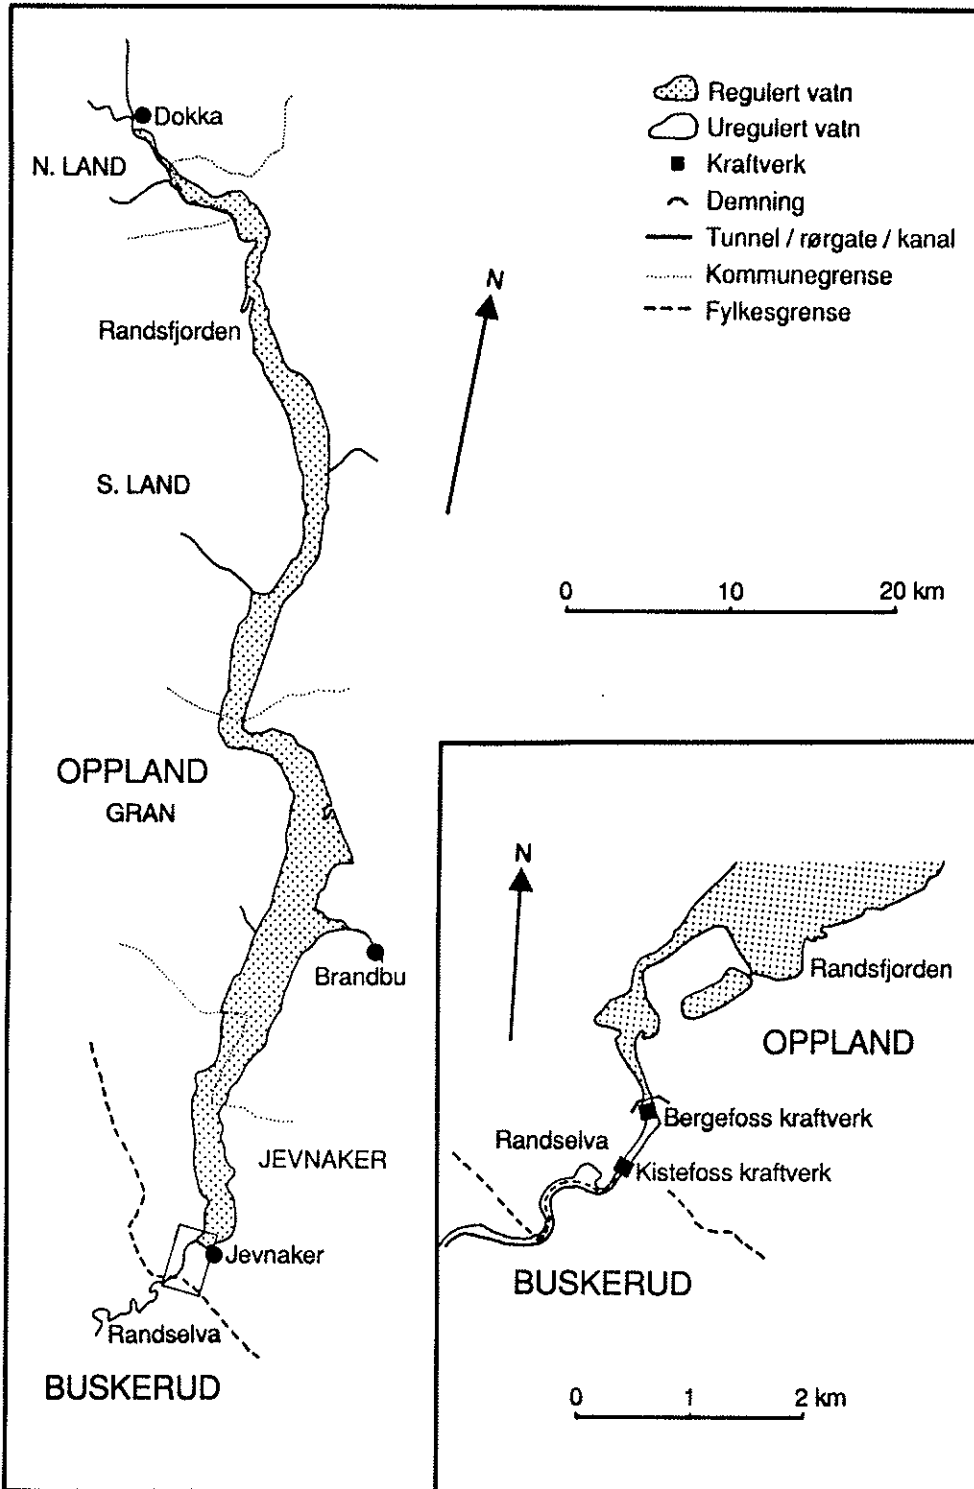 Dokka
N. LAND
Randsfjorden
S. LAND
OPPLAND
GRAN
Brandbu
JEVNAKER
Jevnaker
Randselva
BUSKERUD
Regulert vatn
Uregulert vatn
Kraftverk
Demning
Tunnel / rørgate / kanal
Kommunegrense
Fylkesgrense
N
0 10 20 km
N
Randsfjorden
OPPLAND
Bergefoss kraftverk
Randselva
Kistefoss kraftverk
BUSKERUD
0 1 2 km